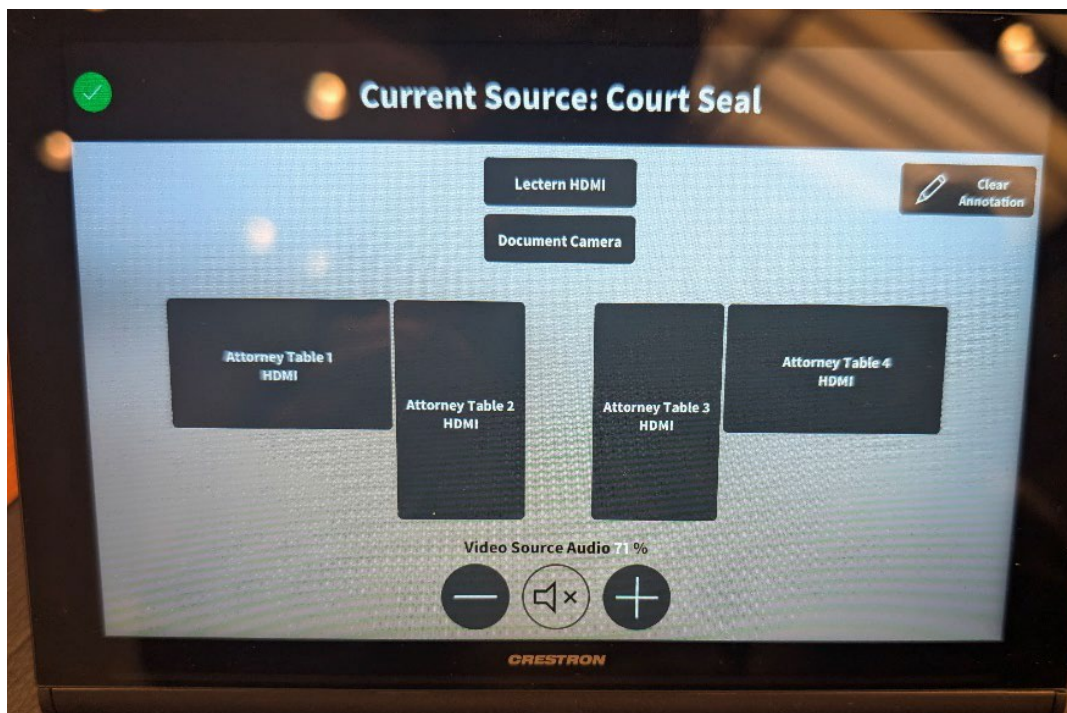 Current Source: Court Seal
Lectern HDMI
Clear
Annotation
Document Camera
Attorney Table 1
HDMI
Attorney Table 2
HDMI
Attorney Table 3
HDMI
Attorney Table 4
HDMI
Video Source Audio 71 %
CRESTRON